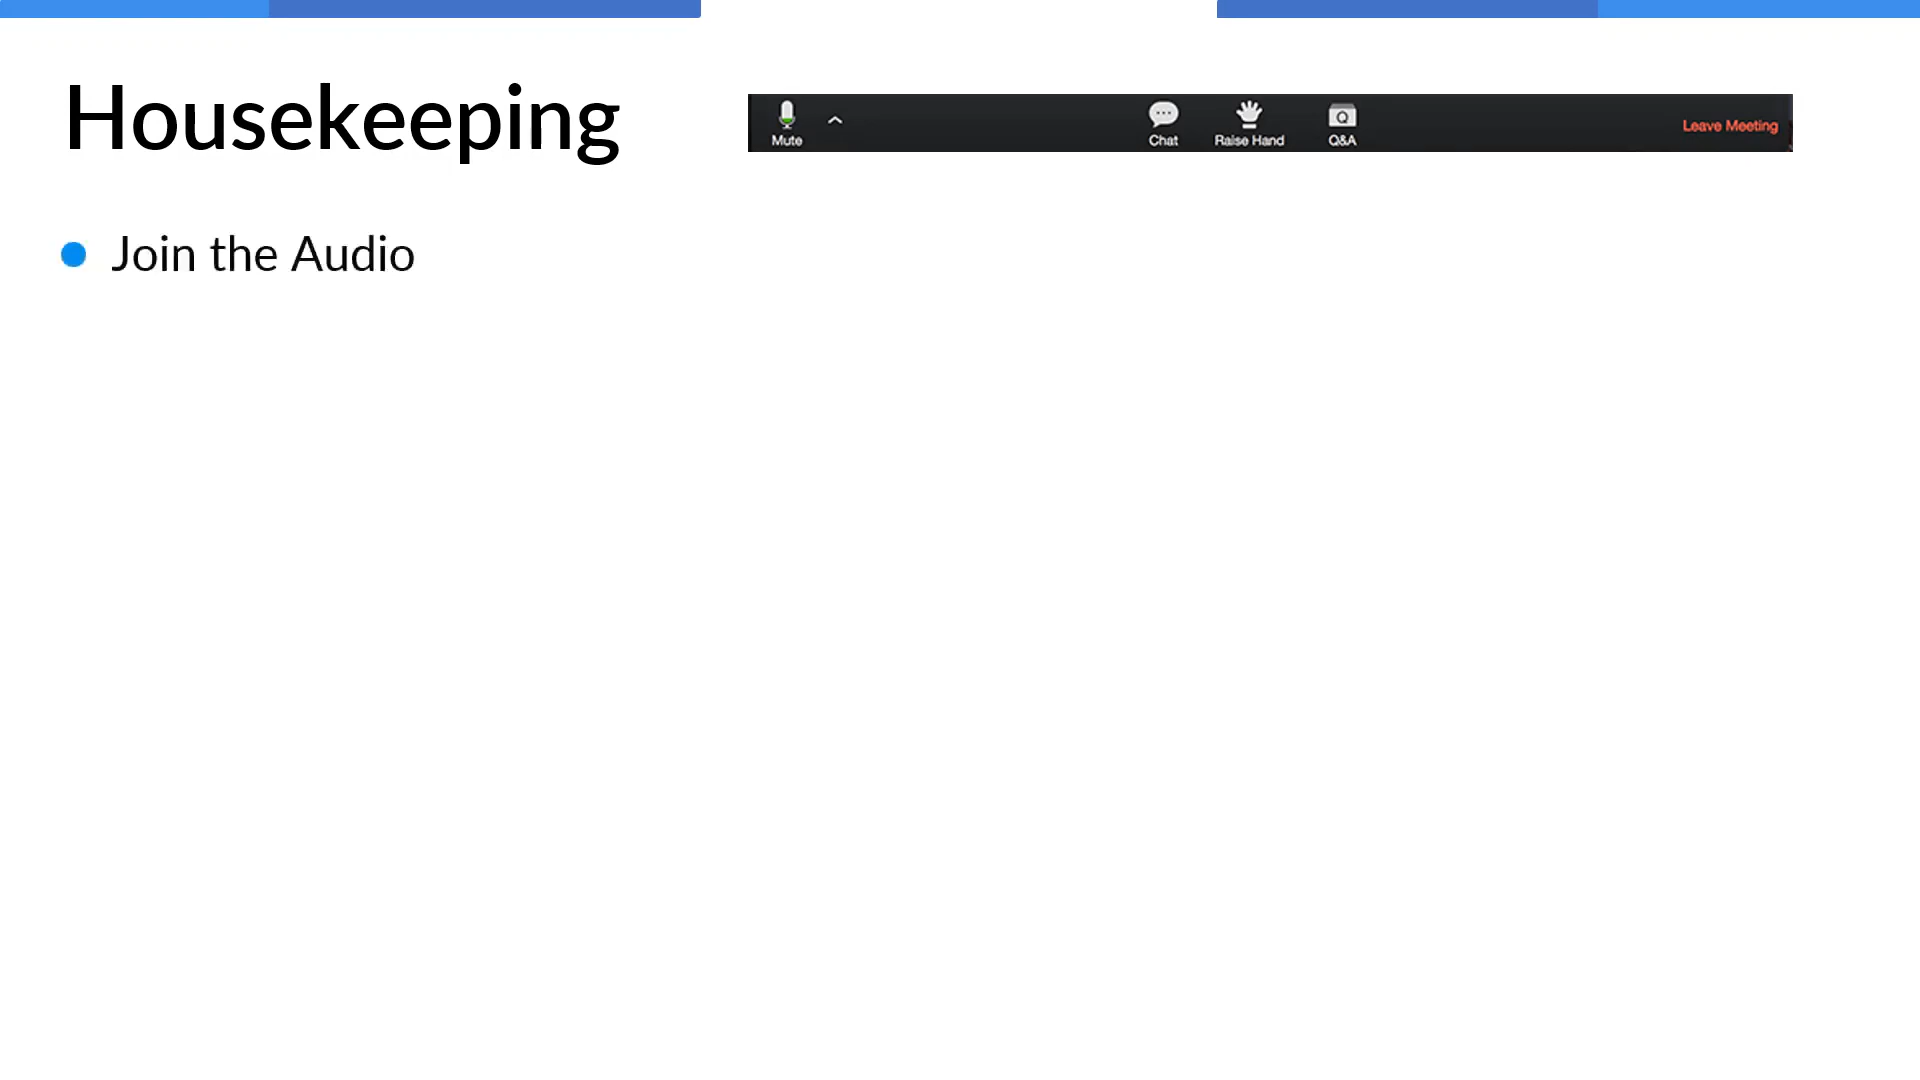 Housekeeping
Mute
Chat
Raise Hand
Q
Q&A
Leave Meeting
Join the Audio